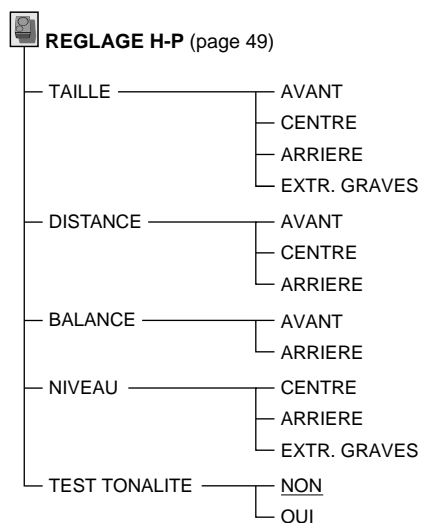 REGLAGE H-P (page 49)
TAILLE AVANT
CENTRE
ARRIERE
EXTR. GRAVES
DISTANCE AVANT
CENTRE
ARRIERE
BALANCE AVANT
ARRIERE
NIVEAU CENTRE
ARRIERE
EXTR. GRAVES
TEST TONALITE NON
OUI